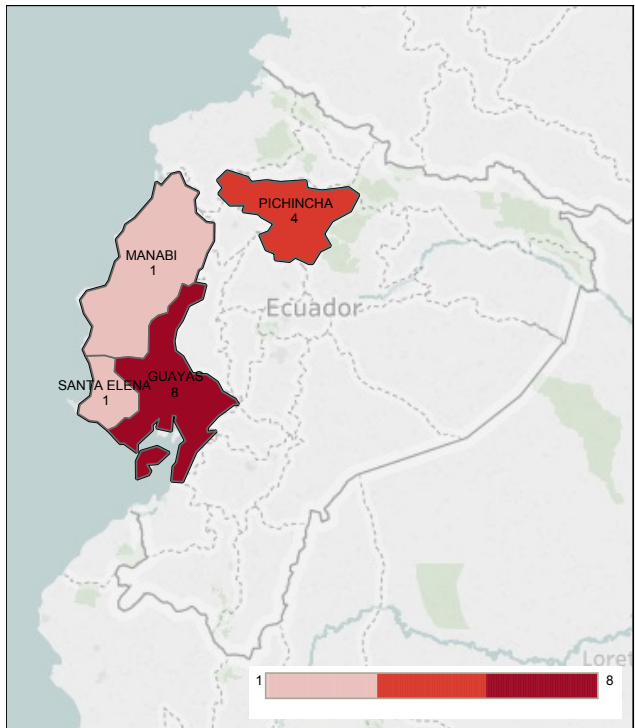 PICHINCHA
4
MANABI
1
Ecuador
SANTA ELENA
1
GUAYAS
8
Loret
1
8